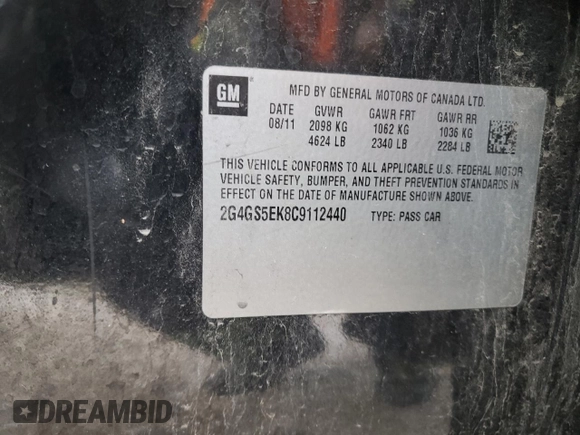 GM
MFD BY GENERAL MOTORS OF CANADA LTD.
DATE GVWR GAWR FRT GAWR RR
08/11 2098 KG 1062 KG 1036 KG
4624 LB 2340 LB 2284 LB
THIS VEHICLE CONFORMS TO ALL APPLICABLE U.S. FEDERAL MOTOR
VEHICLE SAFETY, BUMPER, AND THEFT PREVENTION STANDARDS IN
EFFECT ON THE DATE OF MANUFACTURE SHOWN ABOVE.
2G4GS5EK8C9112440 TYPE: PASS CAR
DREAMBID